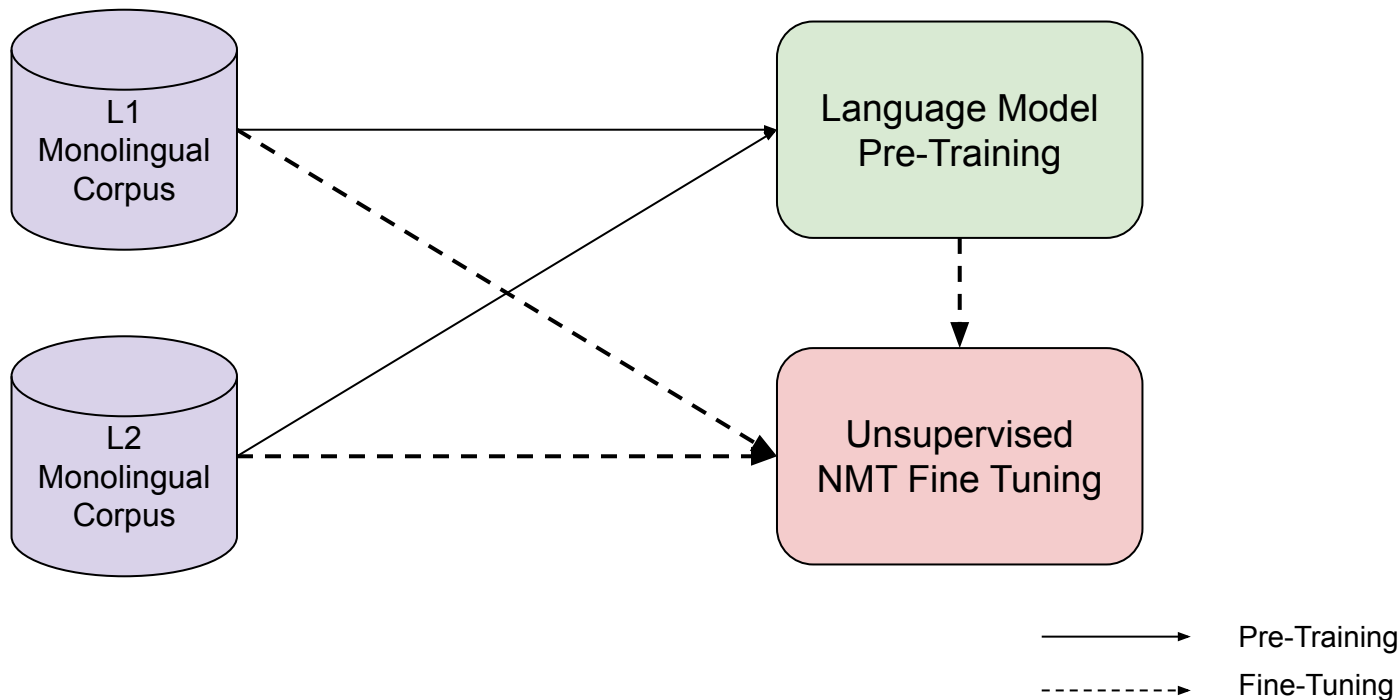 L1
Monolingual
Corpus
Language Model
Pre-Training
L2
Monolingual
Corpus
Unsupervised
NMT Fine Tuning
Pre-Training
Fine-Tuning